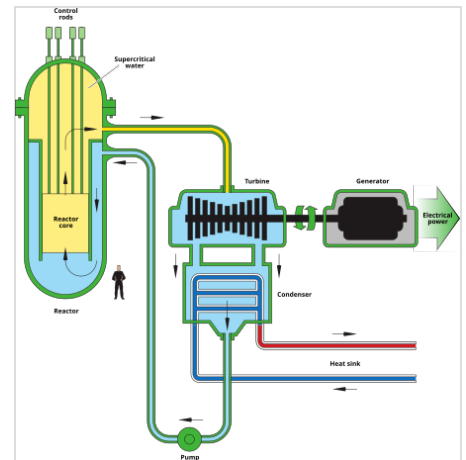 Control
rods
Supercritical
water
Turbine
Generator
Electrical
power
Reactor
core
Condenser
Reactor
Heat sink
Pump